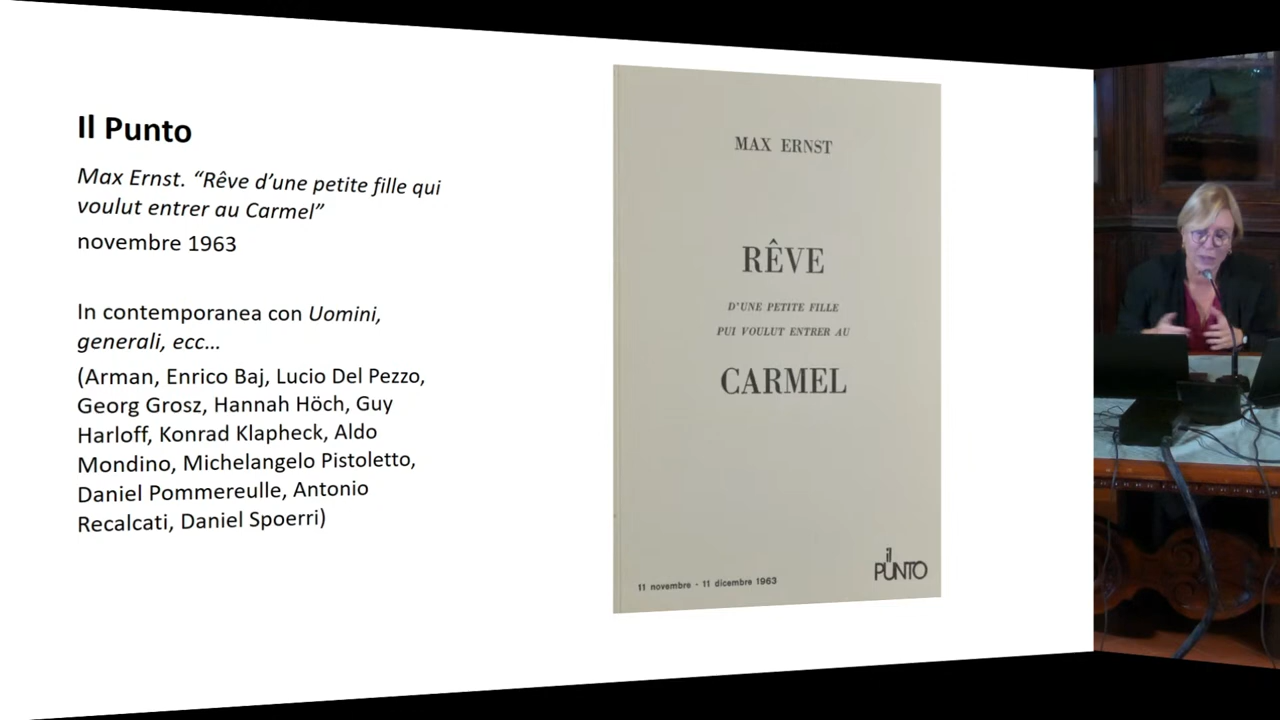 Il Punto
Max Ernst. “Rêve d’une petite fille qui
voulut entrer au Carmel”
novembre 1963
In contemporanea con Uomini,
generali, ecc…
(Arman, Enrico Baj, Lucio Del Pezzo,
Georg Grosz, Hannah Höch, Guy
Harloff, Konrad Klapheck, Aldo
Mondino, Michelangelo Pistoletto,
Daniel Pommereulle, Antonio
Recalcati, Daniel Spoerri)
MAX ERNST
RÊVE
D'UNE PETITE FILLE
PUI VOULUT ENTRER AU
CARMEL
11 novembre - 11 dicembre 1963
il
PUNTO